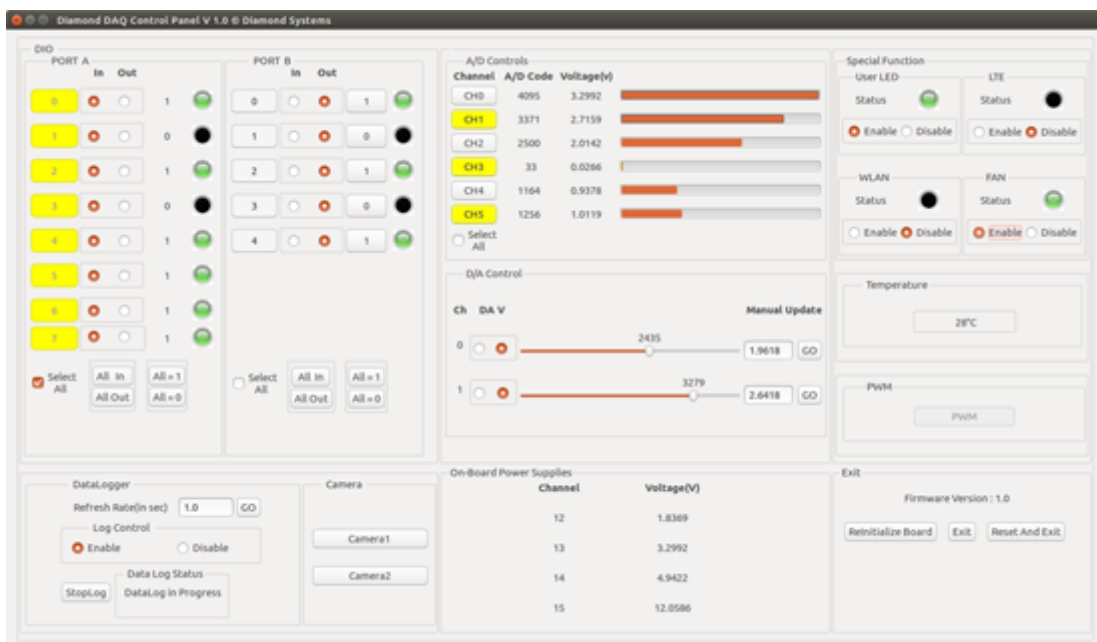 Diamond DAQ Control Panel V 1.0 © Diamond Systems
DIO
PORT A
In Out
0 1
1 0
2 1
3 0
4 1
5 1
6 1
7 1
Select All
All In
All = 1
All Out
All = 0
PORT B
In Out
0 1
1 0
2 1
3 0
4 1
Select All
All In
All = 1
All Out
All = 0
A/D Controls
Channel A/D Code Voltage(v)
CH0 4095 3.2992
CH1 3371 2.7159
CH2 2500 2.0142
CH3 33 0.0266
CH4 1164 0.9378
CH5 1256 1.0119
Select All
D/A Control
Ch DA V Manual Update
0 2435 1.9618 GO
1 3279 2.6418 GO
Special Function
User LED
Status
Enable Disable
LTE
Status
Enable Disable
WLAN
Status
Enable Disable
FAN
Status
Enable Disable
Temperature
28°C
PWM
PWM
DataLogger
Refresh Rate(in sec) 1.0 GO
Log Control
Enable Disable
Data Log Status
StopLog DataLog in Progress
Camera
Camera1
Camera2
On-Board Power Supplies
Channel Voltage(V)
12 1.8369
13 3.2992
14 4.9422
15 12.0586
Exit
Firmware Version : 1.0
Reinitialize Board Exit Reset And Exit